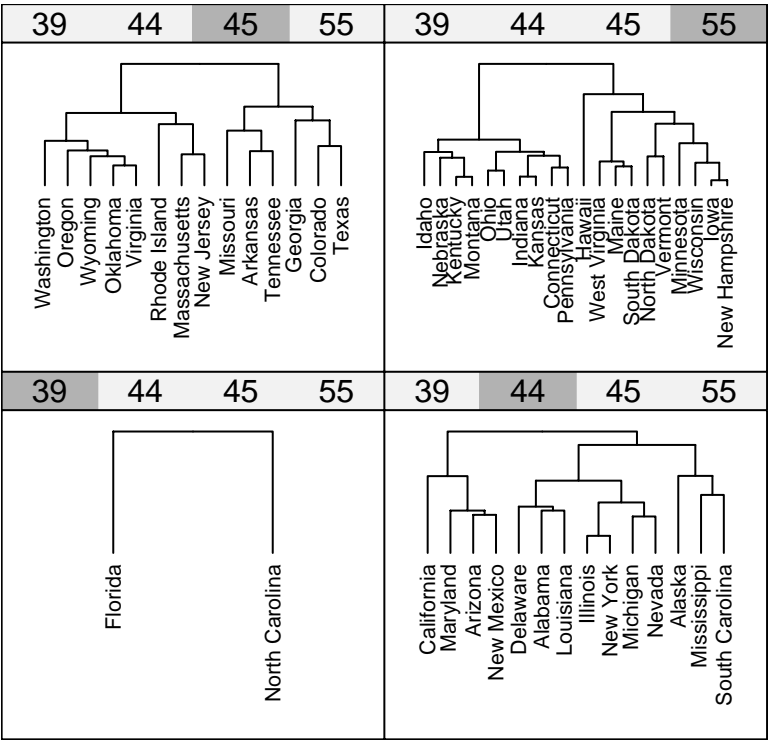 39 44 45 55
Washington
Oregon
Wyoming
Oklahoma
Virginia
Rhode Island
Massachusetts
New Jersey
Missouri
Arkansas
Tennessee
Georgia
Colorado
Texas
39 44 45 55
Idaho
Nebraska
Kentucky
Montana
Ohio
Utah
Indiana
Kansas
Connecticut
Pennsylvania
Hawaii
West Virginia
Maine
South Dakota
North Dakota
Vermont
Minnesota
Wisconsin
Iowa
New Hampshire
39 44 45 55
Florida
North Carolina
39 44 45 55
California
Maryland
Arizona
New Mexico
Delaware
Alabama
Louisiana
Illinois
New York
Michigan
Nevada
Alaska
Mississippi
South Carolina